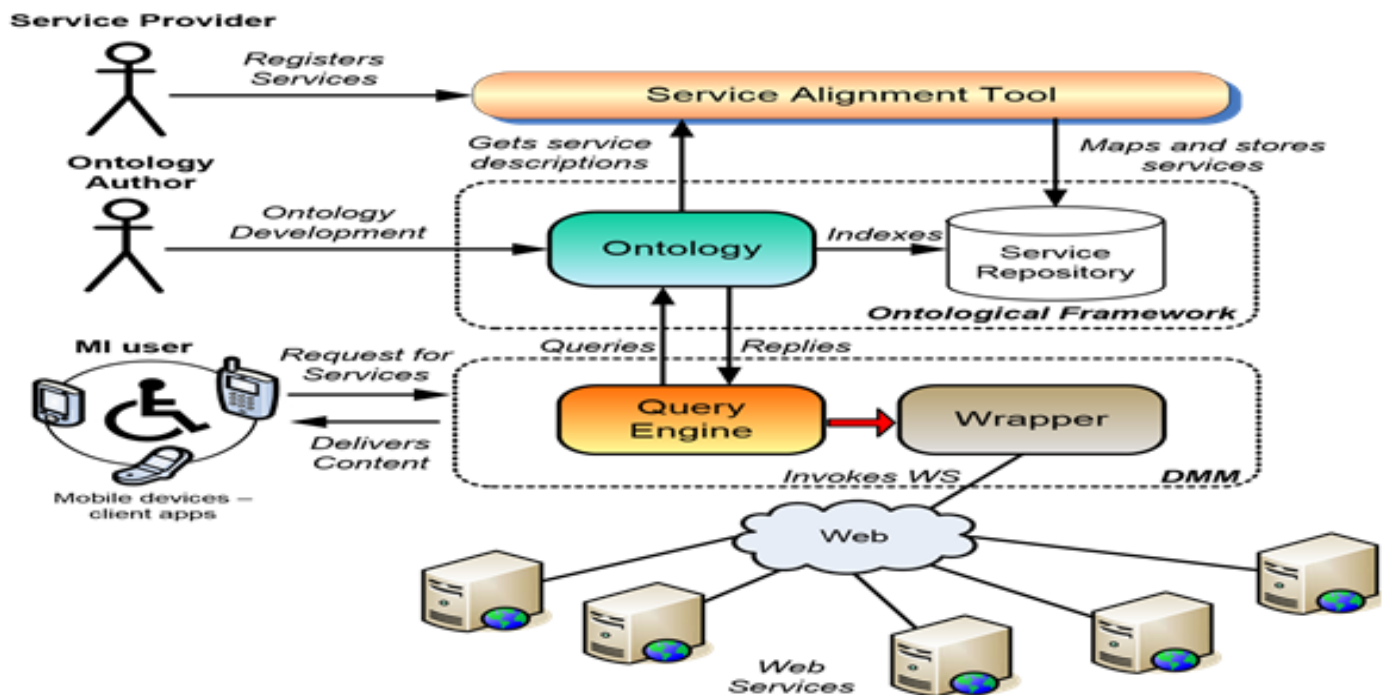 Service Provider
Registers
Services
Service Alignment Tool
Gets service
descriptions
Maps and stores
services
Ontology
Author
Ontology
Development
Ontology
Indexes
Service
Repository
Ontological Framework
MI user
Request for
Services
Queries
Replies
Query
Engine
Wrapper
Delivers
Content
Invokes WS
DMM
Mobile devices –
client apps
Web
Web
Services